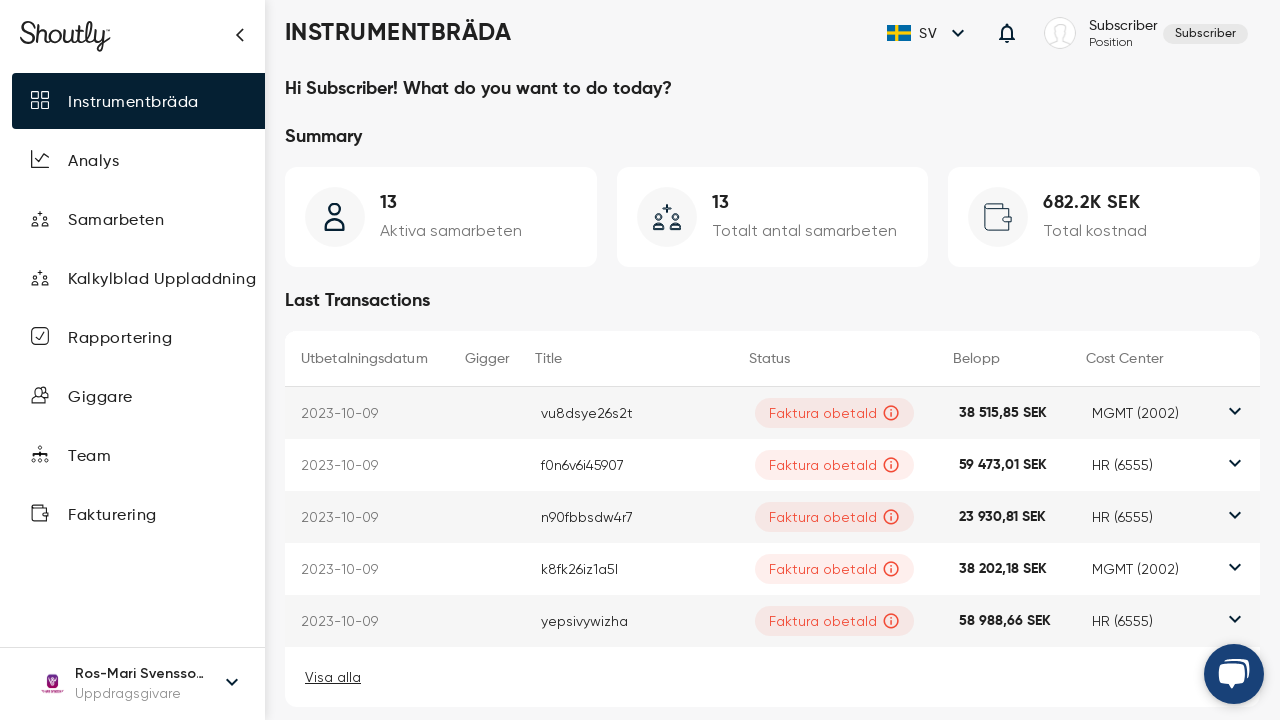 Shoutly
INSTRUMENTBRÄDA
SV
Subscriber
Position
Subscriber
Instrumentbräda
Analys
Samarbeten
Kalkylblad Uppladdning
Rapportering
Giggare
Team
Fakturering
Ros-Mari Svensso...
Uppdragsgivare
Hi Subscriber! What do you want to do today?
Summary
13
Aktiva samarbeten
13
Totalt antal samarbeten
682.2K SEK
Total kostnad
Last Transactions
Utbetalningsdatum Gigger Title Status Belopp Cost Center
2023-10-09 vu8dsye26s2t Faktura obetald 38 515,85 SEK MGMT (2002)
2023-10-09 f0n6v6i45907 Faktura obetald 59 473,01 SEK HR (6555)
2023-10-09 n90fbbsdw4r7 Faktura obetald 23 930,81 SEK HR (6555)
2023-10-09 k8fk26iz1a5l Faktura obetald 38 202,18 SEK MGMT (2002)
2023-10-09 yepsivywizha Faktura obetald 58 988,66 SEK HR (6555)
Visa alla